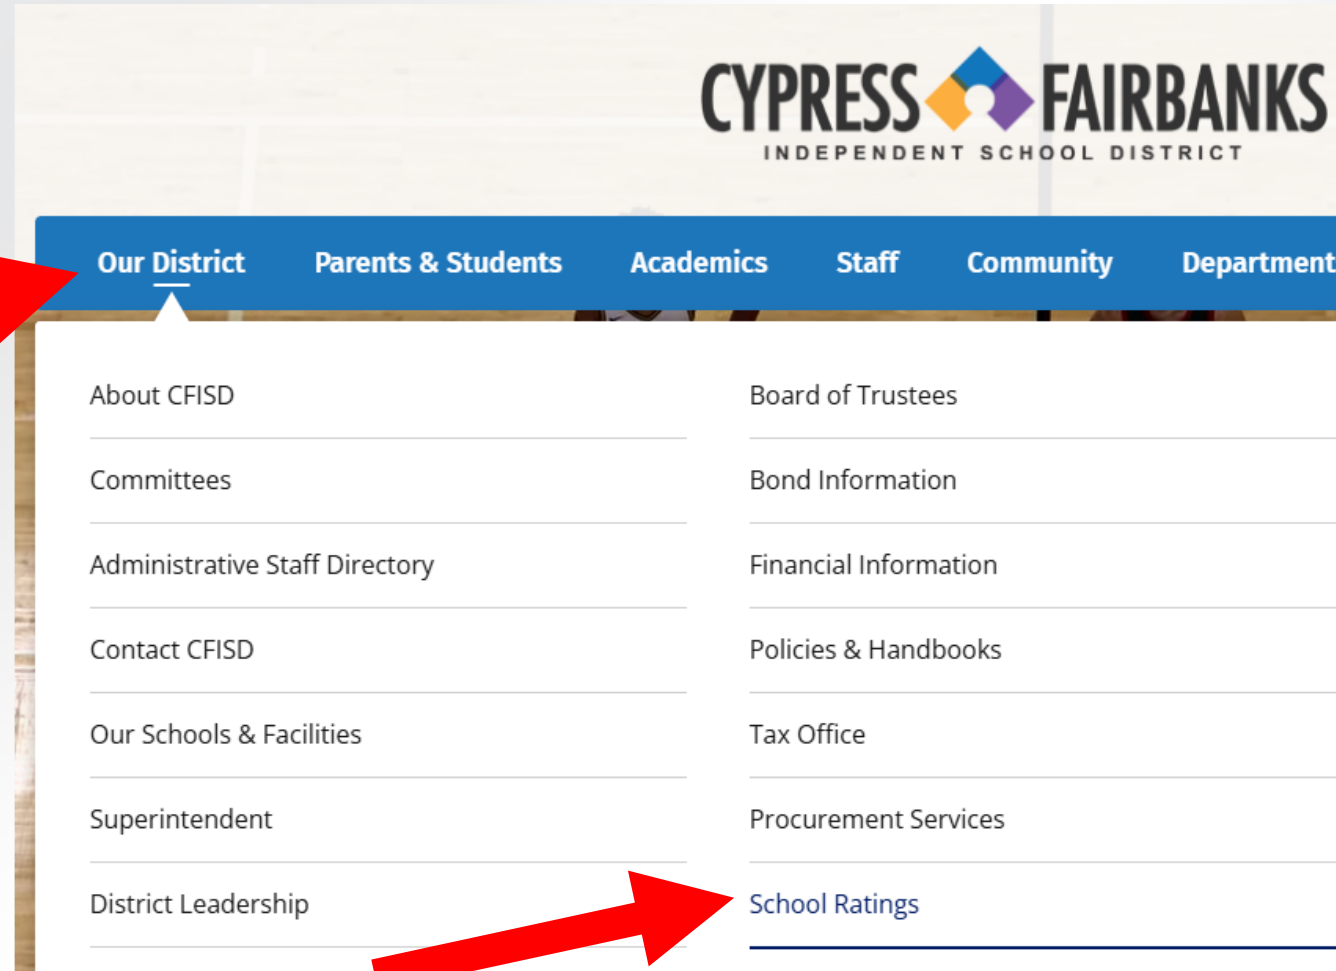 CYPRESS FAIRBANKS
INDEPENDENT SCHOOL DISTRICT
Our District Parents & Students Academics Staff Community Department
About CFISD
Committees
Administrative Staff Directory
Contact CFISD
Our Schools & Facilities
Superintendent
District Leadership
Board of Trustees
Bond Information
Financial Information
Policies & Handbooks
Tax Office
Procurement Services
School Ratings